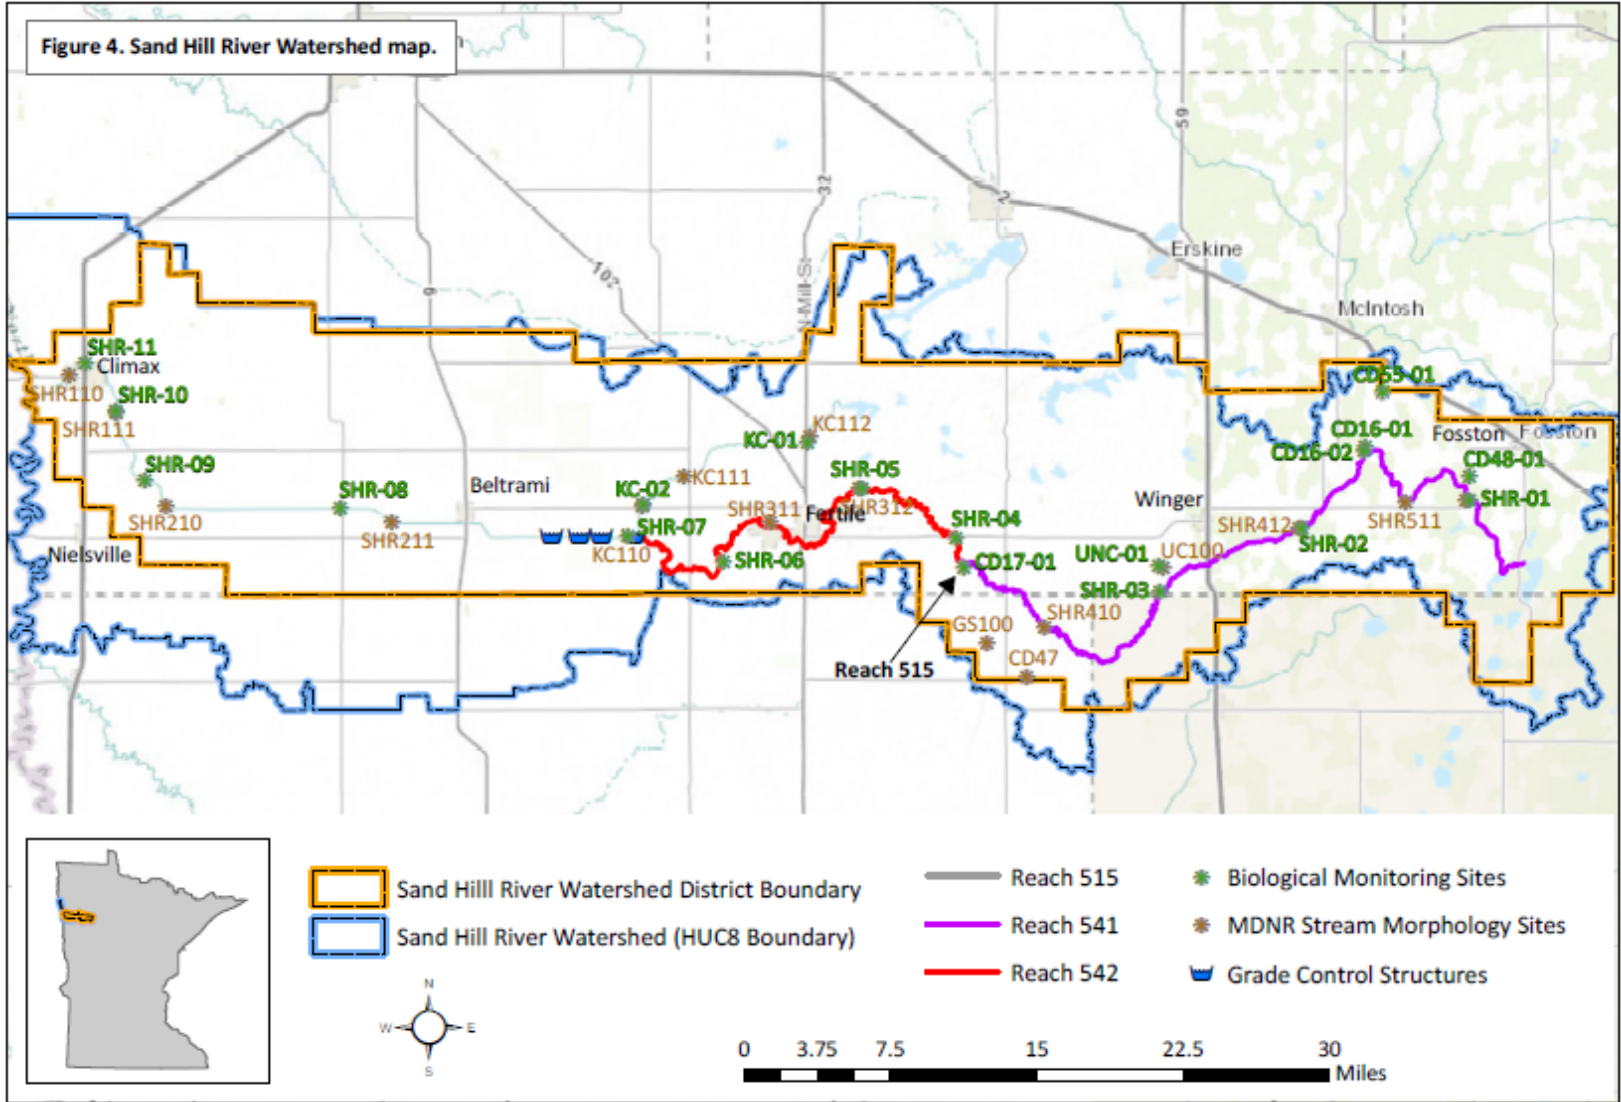 Figure 4. Sand Hill River Watershed map.
59
32
2
Erskine
N-Mill-St
102
9
McIntosh
SHR-11
Climax
SHR110
SHR-10
SHR111
CD55-01
KC112
KC-01
CD16-01
Fosston Fosston
CD16-02
SHR-09
SHR-05
CD48-01
KC111
Beltrami
SHR-08
KC-02
Winger
SHR-01
SHR210
SHR311
Fertile
HR312
SHR511
SHR211
SHR-07
SHR-04
SHR412
SHR-02
Nielsville
KC110
SHR-06
CD17-01
UNC-01
UC100
SHR-03
GS100
SHR410
CD47
Reach 515
Sand Hilll River Watershed District Boundary
Sand Hill River Watershed (HUC8 Boundary)
Reach 515
Reach 541
Reach 542
Biological Monitoring Sites
MDNR Stream Morphology Sites
Grade Control Structures
N
W E
S
0 3.75 7.5 15 22.5 30
Miles